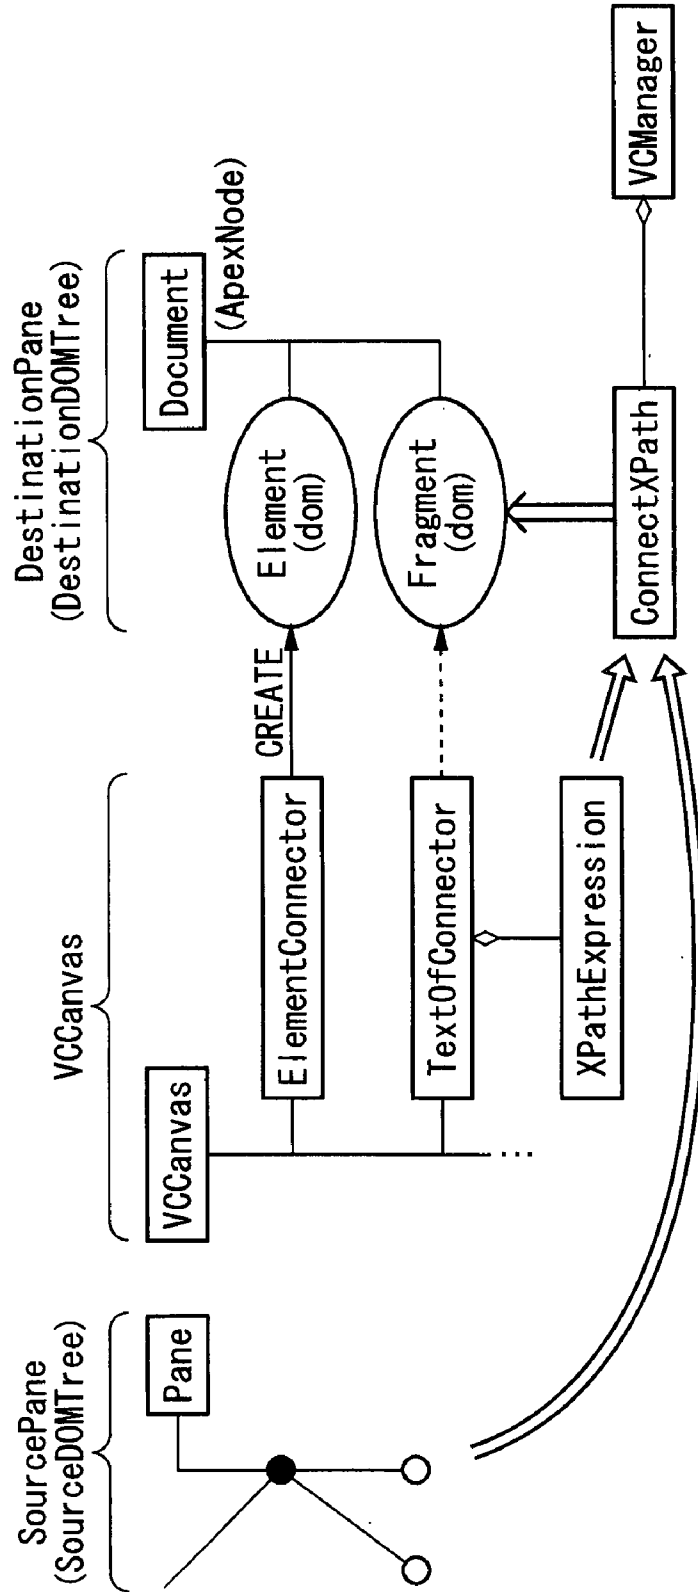 SourcePane
(SourceDOMTree)
VCCanvas
DestinationPane
(DestinationDOMTree)
Pane
VCCanvas
Document
(ApexNode)
ElementConnector
CREATE
Element
(dom)
TextOfConnector
Fragment
(dom)
...
XPathExpression
ConnectXPath
VCManager